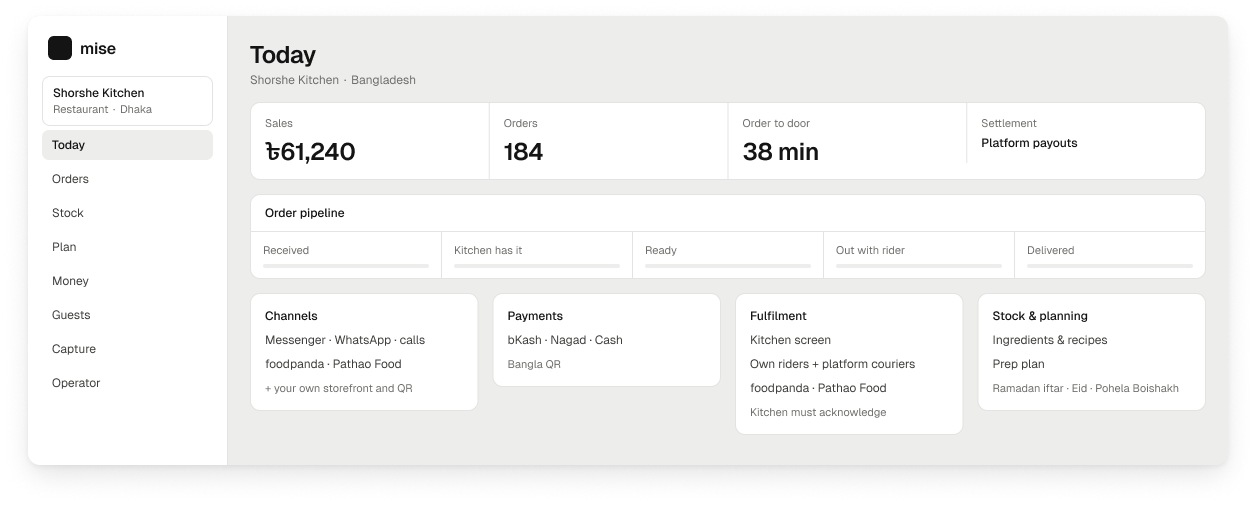 mise
Shorshe Kitchen
Restaurant · Dhaka
Today
Orders
Stock
Plan
Money
Guests
Capture
Operator
Today
Shorshe Kitchen · Bangladesh
Sales
৳61,240
Orders
184
Order to door
38 min
Settlement
Platform payouts
Order pipeline
Received
Kitchen has it
Ready
Out with rider
Delivered
Channels
Messenger · WhatsApp · calls
foodpanda · Pathao Food
+ your own storefront and QR
Payments
bKash · Nagad · Cash
Bangla QR
Fulfilment
Kitchen screen
Own riders + platform couriers
foodpanda · Pathao Food
Kitchen must acknowledge
Stock & planning
Ingredients & recipes
Prep plan
Ramadan iftar · Eid · Pohela Boishakh